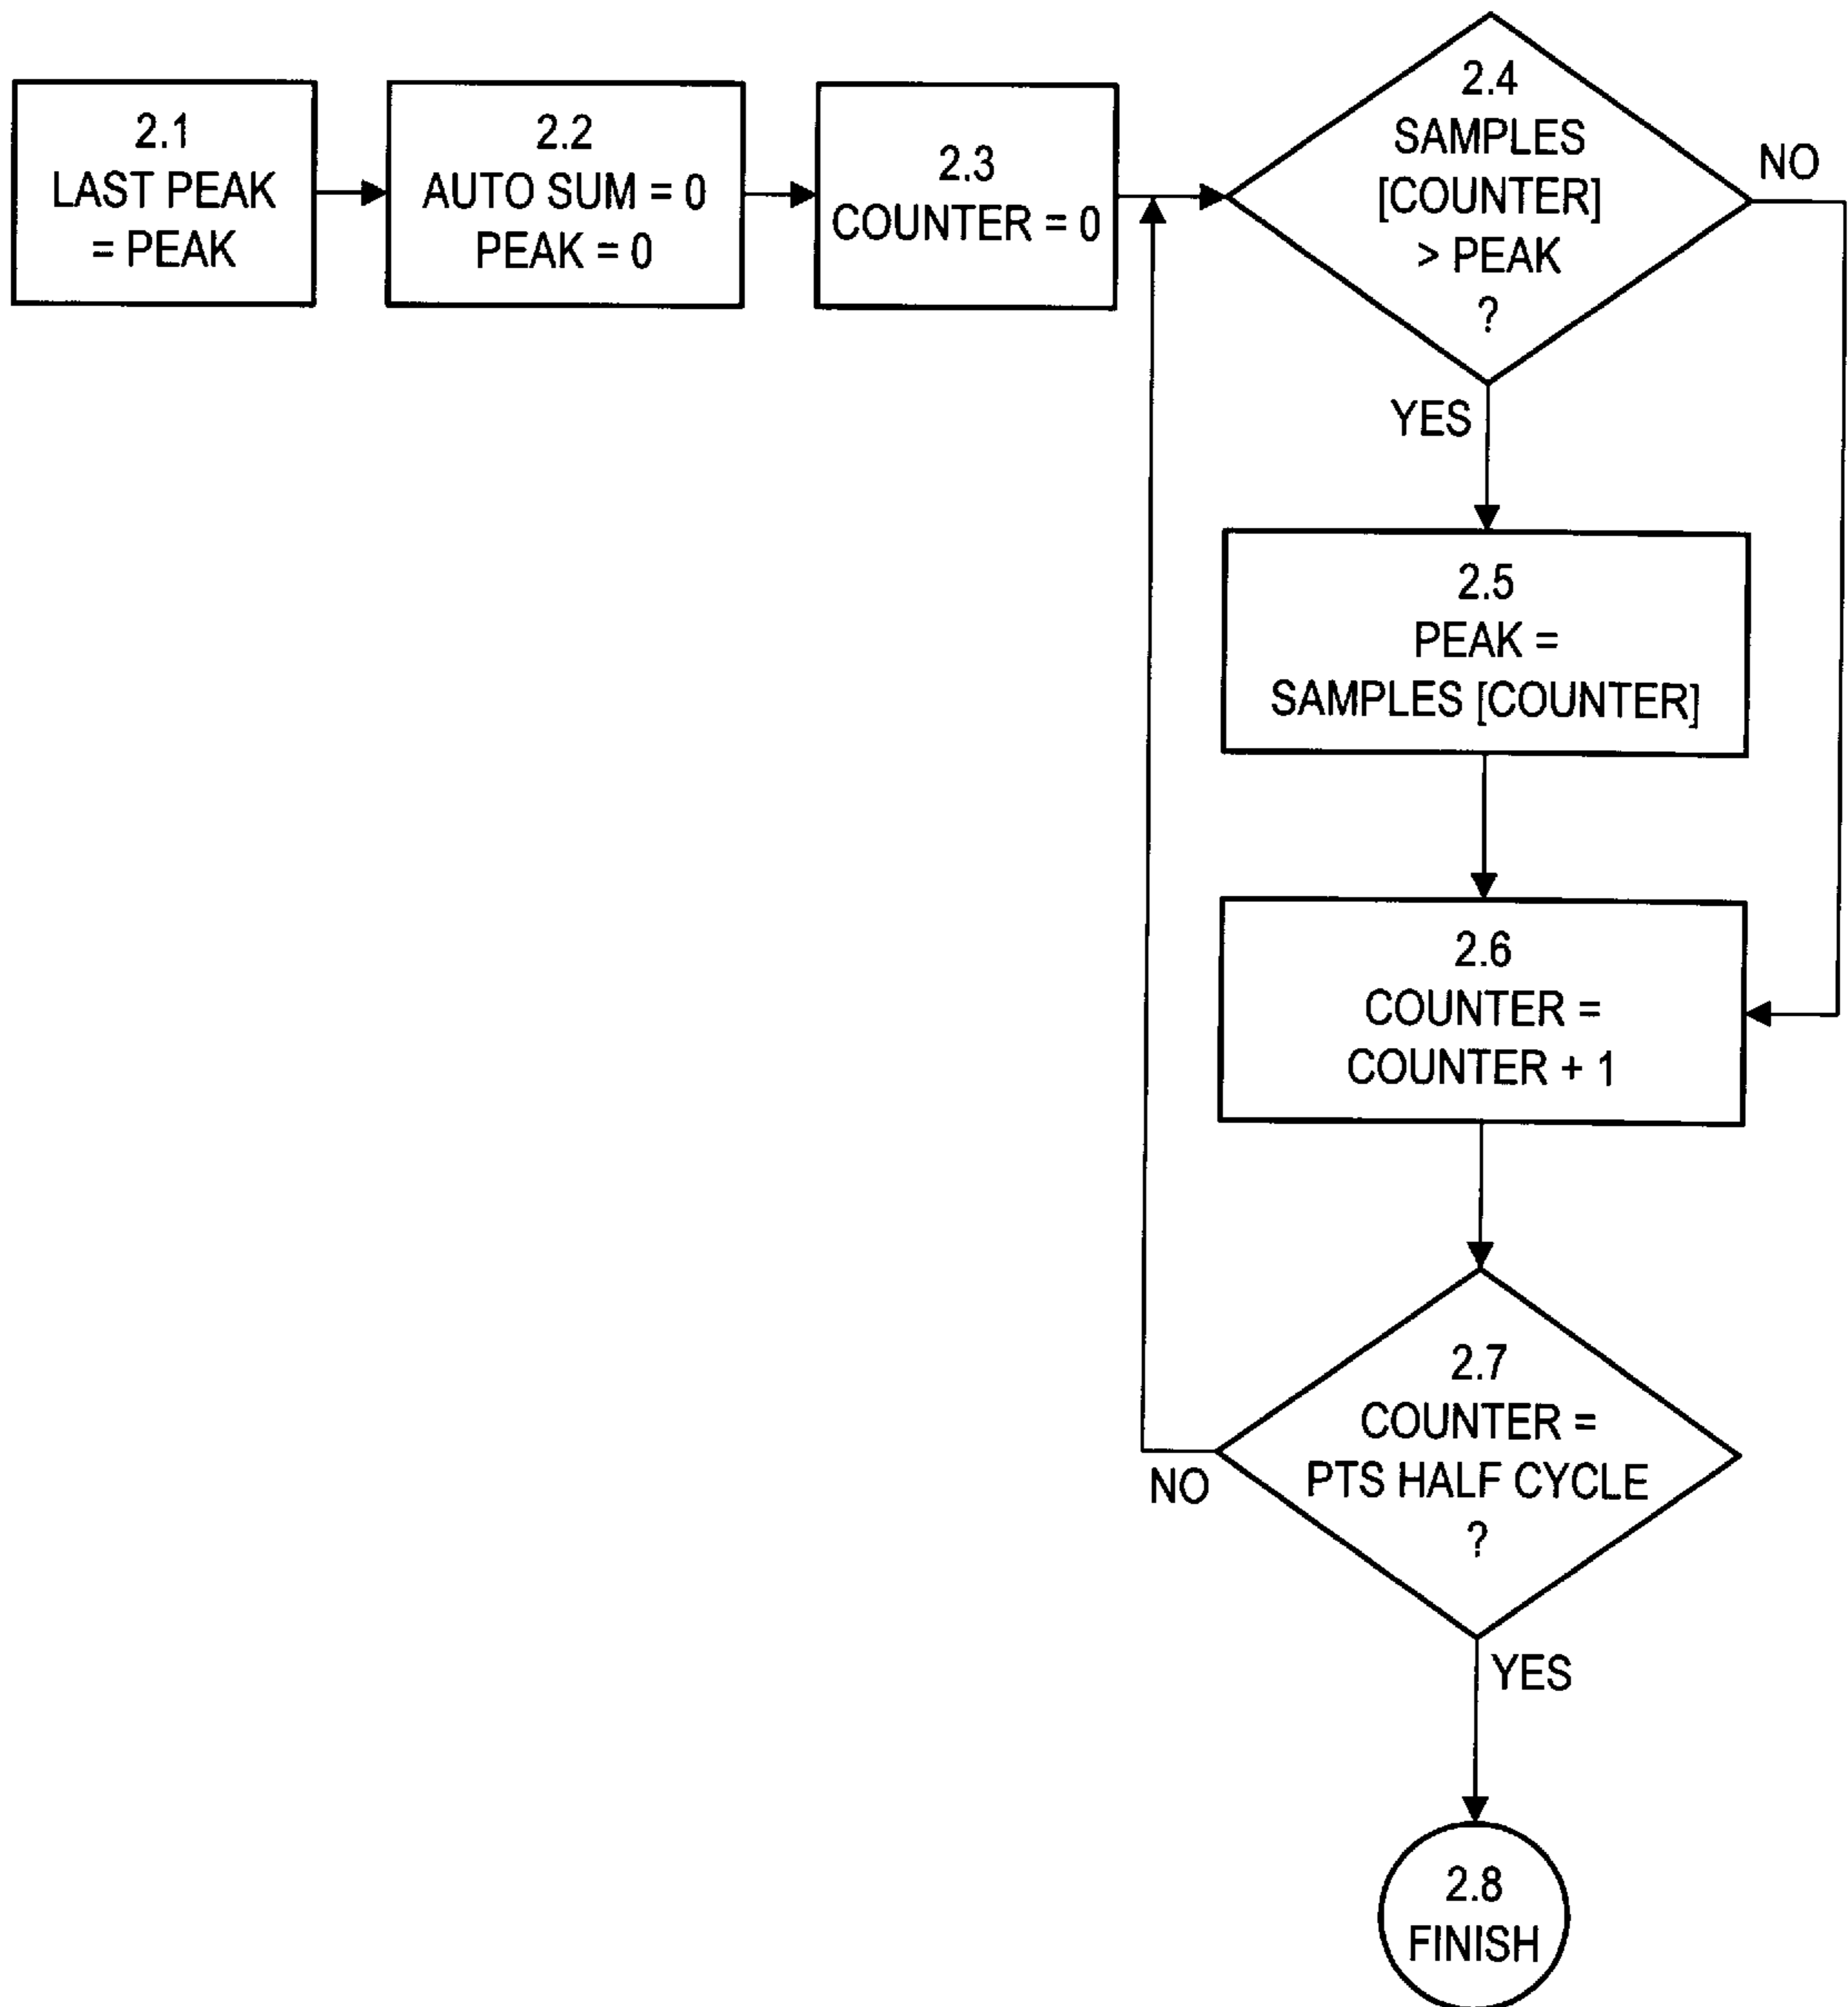 2.1
LAST PEAK
= PEAK
2.2
AUTO SUM = 0
PEAK = 0
2.3
COUNTER = 0
2.4
SAMPLES
[COUNTER]
> PEAK
?
NO
YES
2.5
PEAK =
SAMPLES [COUNTER]
2.6
COUNTER =
COUNTER + 1
2.7
COUNTER =
PTS HALF CYCLE
?
NO
YES
2.8
FINISH